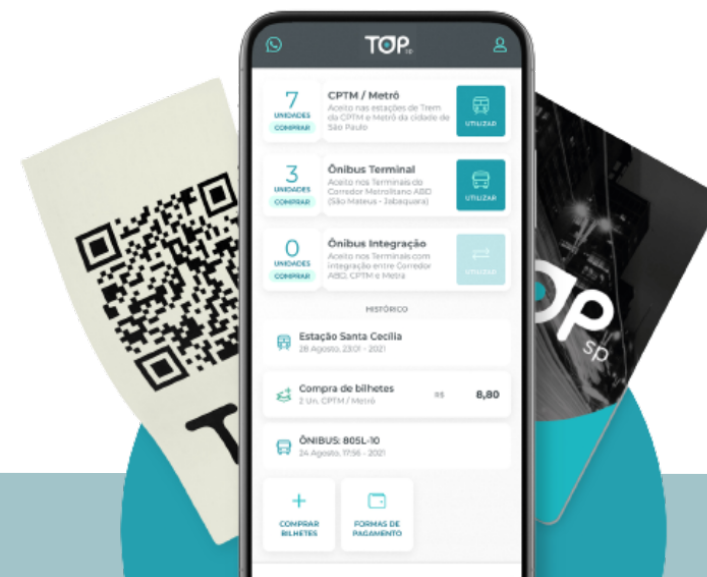 TOP
7
UNIDADES
COMPRAR
CPTM / Metrô
Aceito nas estações de Trem
da CPTM e Metrô da cidade de
São Paulo
UTILIZAR
3
UNIDADES
COMPRAR
Ônibus Terminal
Aceito nos Terminais do
Corredor Metrolitano ABD
(São Mateus - Jabaquara)
UTILIZAR
0
UNIDADES
COMPRAR
Ônibus Integração
Aceito nos Terminais com
integração entre Corredor
ABD, CPTM e Metra
UTILIZAR
HISTÓRICO
Estação Santa Cecília
28 Agosto, 23:01 - 2021
Compra de bilhetes
2 Un. CPTM / Metrô
R$ 8,80
ÔNIBUS: 805L-10
24 Agosto, 17:56 - 2021
COMPRAR
BILHETES
FORMAS DE
PAGAMENTO
T
OP
sp